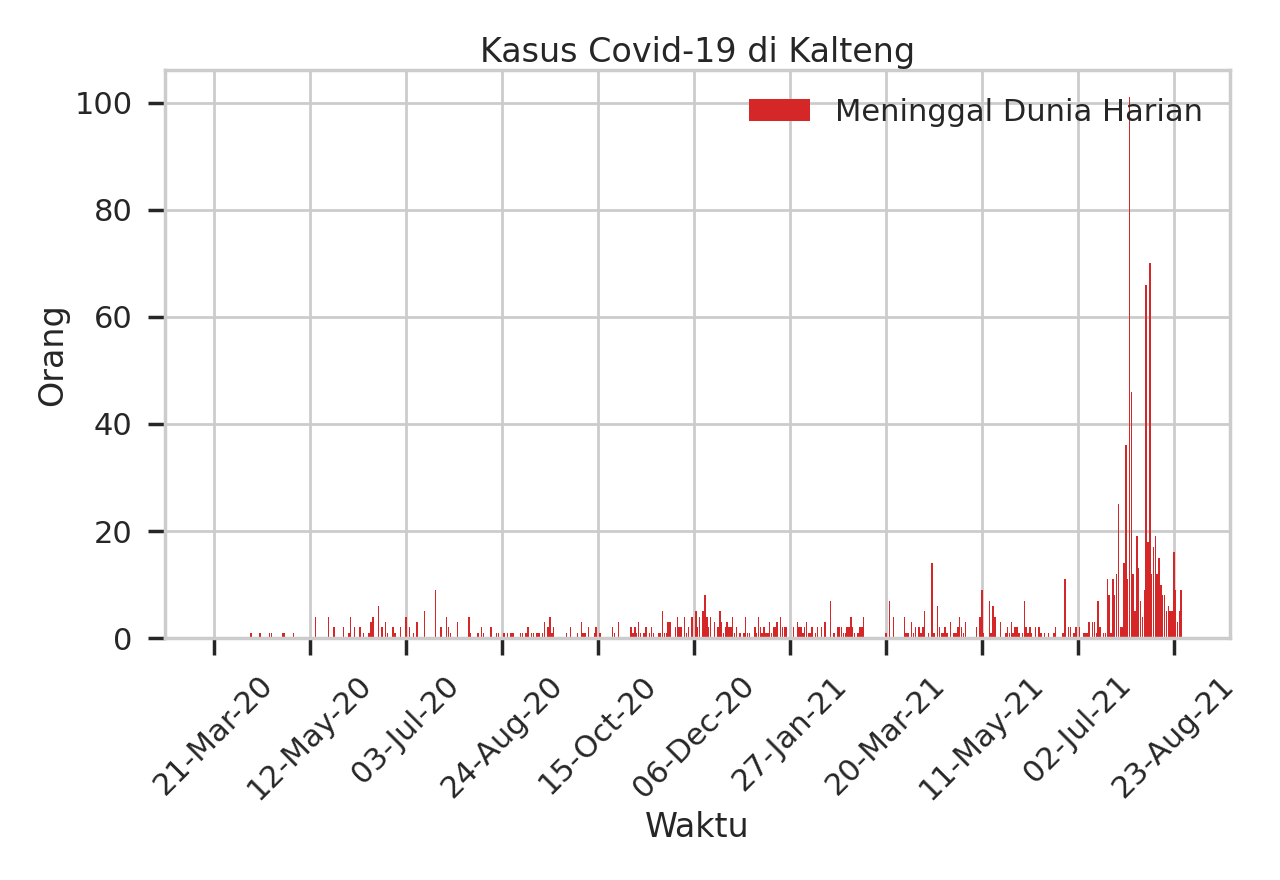 Kasus Covid-19 di Kalteng
Meninggal Dunia Harian
Orang
100
80
60
40
20
0
21-Mar-20
12-May-20
03-Jul-20
24-Aug-20
15-Oct-20
06-Dec-20
27-Jan-21
20-Mar-21
11-May-21
02-Jul-21
23-Aug-21
Waktu